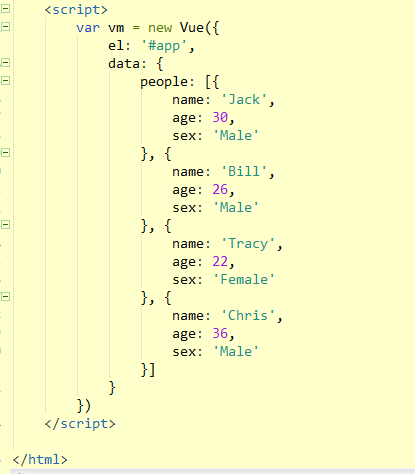 <script>
var vm = new Vue({
el: '#app',
data: {
people: [{
name: 'Jack',
age: 30,
sex: 'Male'
}, {
name: 'Bill',
age: 26,
sex: 'Male'
}, {
name: 'Tracy',
age: 22,
sex: 'Female'
}, {
name: 'Chris',
age: 36,
sex: 'Male'
}]
}
})
</script>
</html>